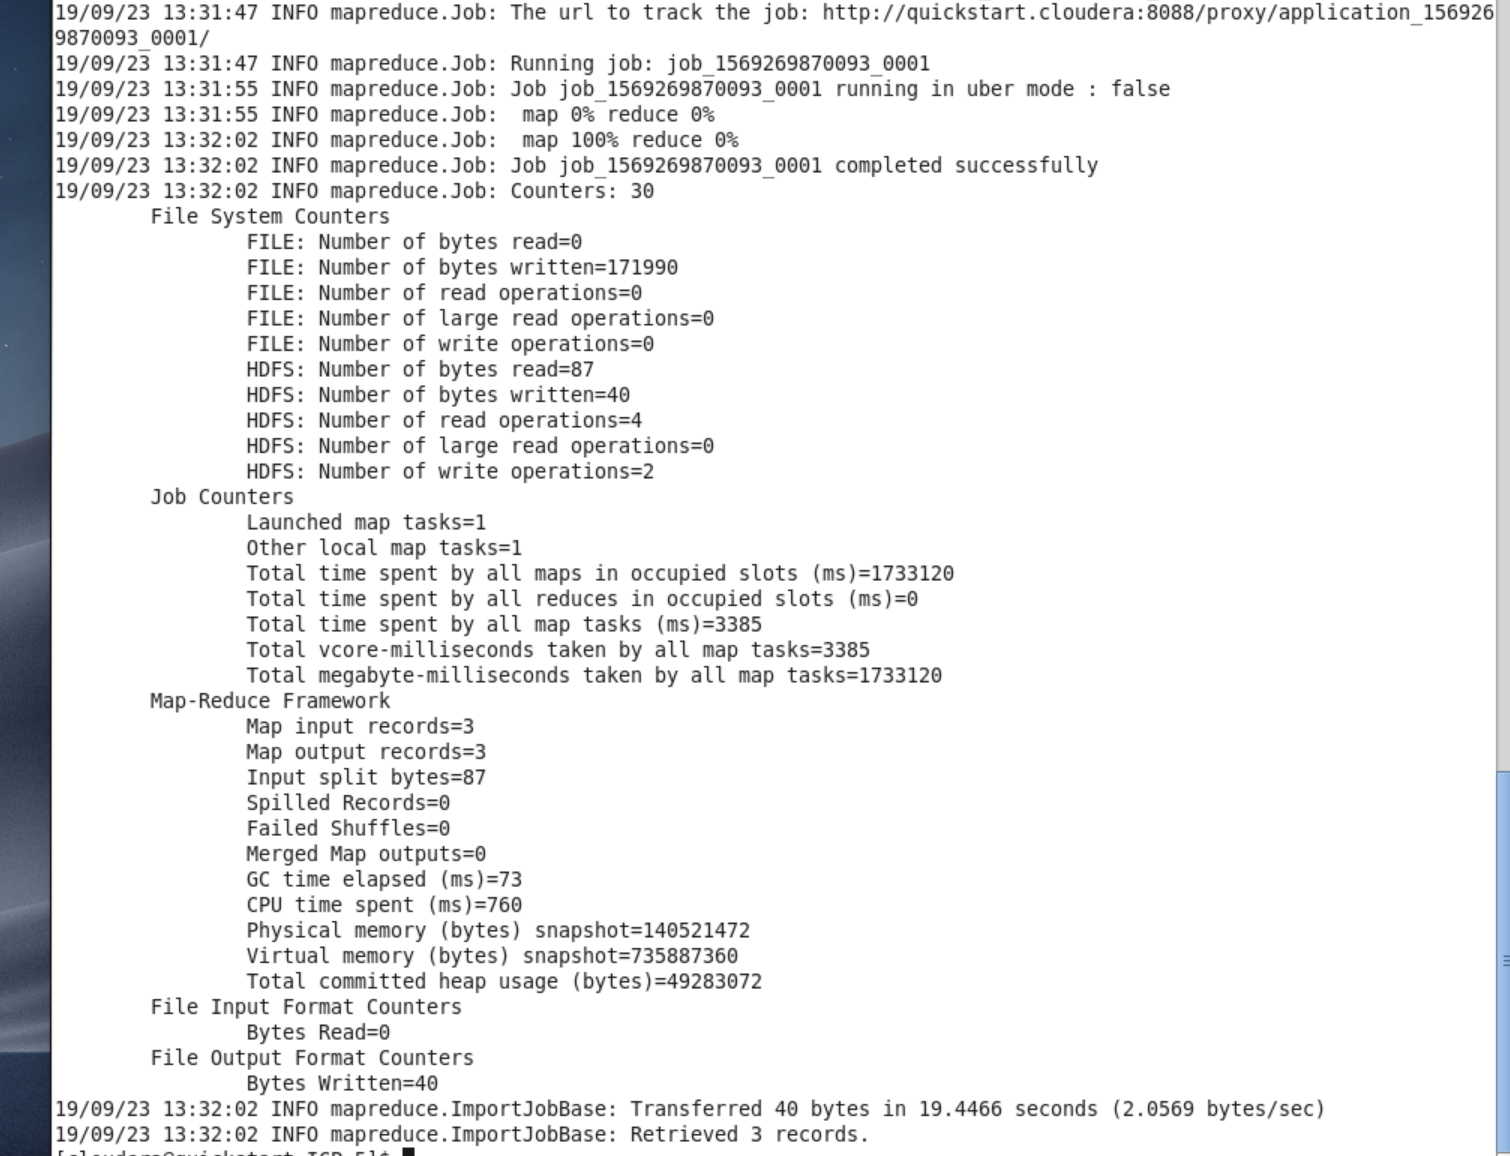 19/09/23 13:31:47 INFO mapreduce.Job: The url to track the job: http://quickstart.cloudera:8088/proxy/application_156926
9870093_0001/
19/09/23 13:31:47 INFO mapreduce.Job: Running job: job_1569269870093_0001
19/09/23 13:31:55 INFO mapreduce.Job: Job job_1569269870093_0001 running in uber mode : false
19/09/23 13:31:55 INFO mapreduce.Job:  map 0% reduce 0%
19/09/23 13:32:02 INFO mapreduce.Job:  map 100% reduce 0%
19/09/23 13:32:02 INFO mapreduce.Job: Job job_1569269870093_0001 completed successfully
19/09/23 13:32:02 INFO mapreduce.Job: Counters: 30
File System Counters
FILE: Number of bytes read=0
FILE: Number of bytes written=171990
FILE: Number of read operations=0
FILE: Number of large read operations=0
FILE: Number of write operations=0
HDFS: Number of bytes read=87
HDFS: Number of bytes written=40
HDFS: Number of read operations=4
HDFS: Number of large read operations=0
HDFS: Number of write operations=2
Job Counters
Launched map tasks=1
Other local map tasks=1
Total time spent by all maps in occupied slots (ms)=1733120
Total time spent by all reduces in occupied slots (ms)=0
Total time spent by all map tasks (ms)=3385
Total vcore-milliseconds taken by all map tasks=3385
Total megabyte-milliseconds taken by all map tasks=1733120
Map-Reduce Framework
Map input records=3
Map output records=3
Input split bytes=87
Spilled Records=0
Failed Shuffles=0
Merged Map outputs=0
GC time elapsed (ms)=73
CPU time spent (ms)=760
Physical memory (bytes) snapshot=140521472
Virtual memory (bytes) snapshot=735887360
Total committed heap usage (bytes)=49283072
File Input Format Counters
Bytes Read=0
File Output Format Counters
Bytes Written=40
19/09/23 13:32:02 INFO mapreduce.ImportJobBase: Transferred 40 bytes in 19.4466 seconds (2.0569 bytes/sec)
19/09/23 13:32:02 INFO mapreduce.ImportJobBase: Retrieved 3 records.